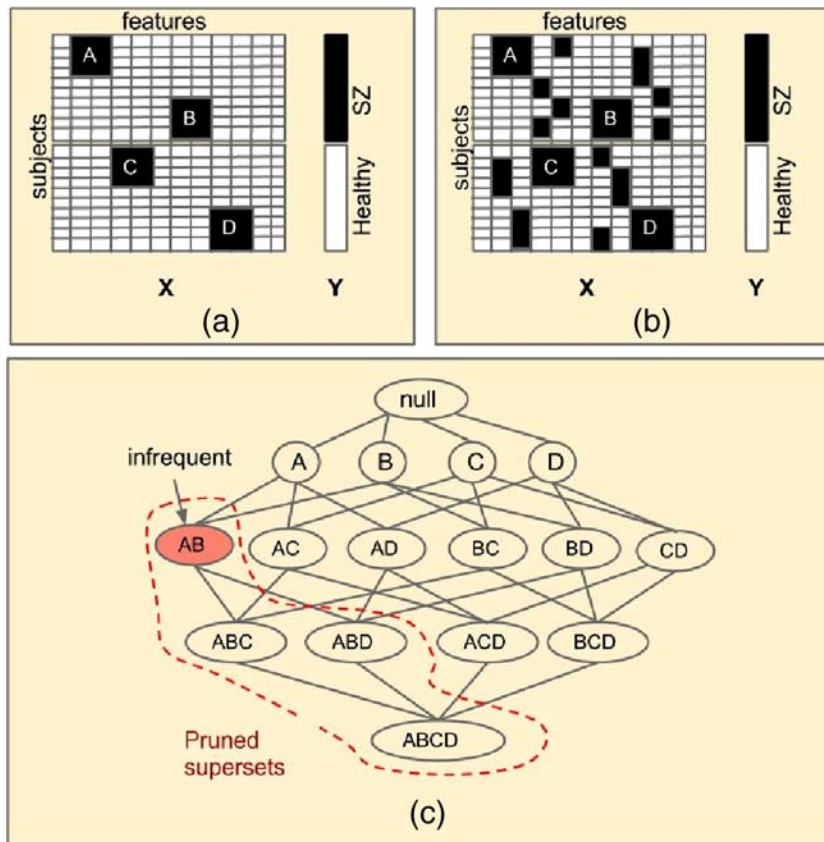 features
subjects
A
B
C
D
SZ
Healthy
X
Y
(a)
features
subjects
A
B
C
D
SZ
Healthy
X
Y
(b)
null
infrequent
A
B
C
D
AB
AC
AD
BC
BD
CD
ABC
ABD
ACD
BCD
Pruned
supersets
ABCD
(c)